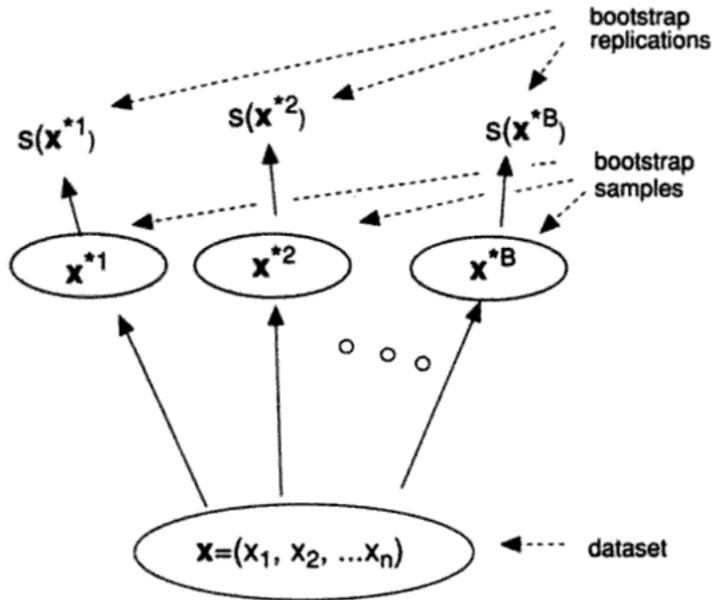 bootstrap
replications
s(x*1)
s(x*2)
s(x*B)
bootstrap
samples
x*1
x*2
x*B
x=(x1, x2, ...xn)
dataset